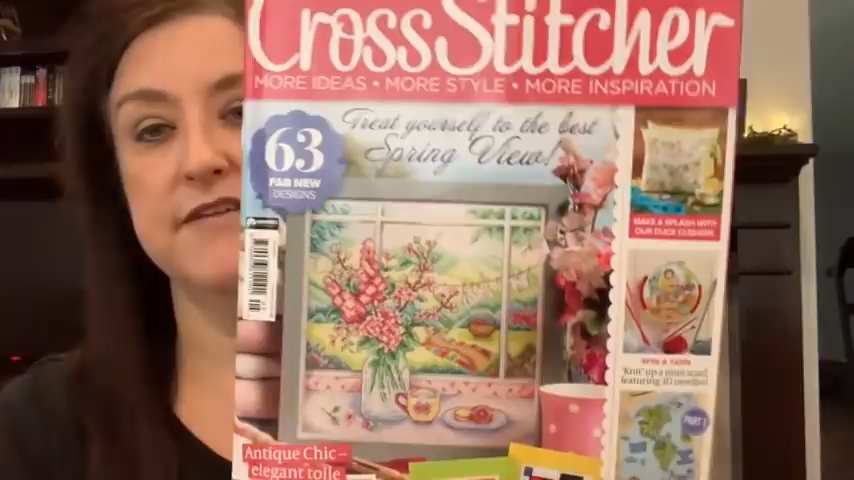 CrossStitcher
MORE IDEAS • MORE STYLE • MORE INSPIRATION
Treat yourself to the best
Spring View!
63
FAB NEW
DESIGNS
MAKE A SPLASH WITH
OUR DUCK CUSHION
SPIN A YARN
'Knit' up a mini scarf
featuring 3D needles!
PART 1
Antique Chic –
elegant toile